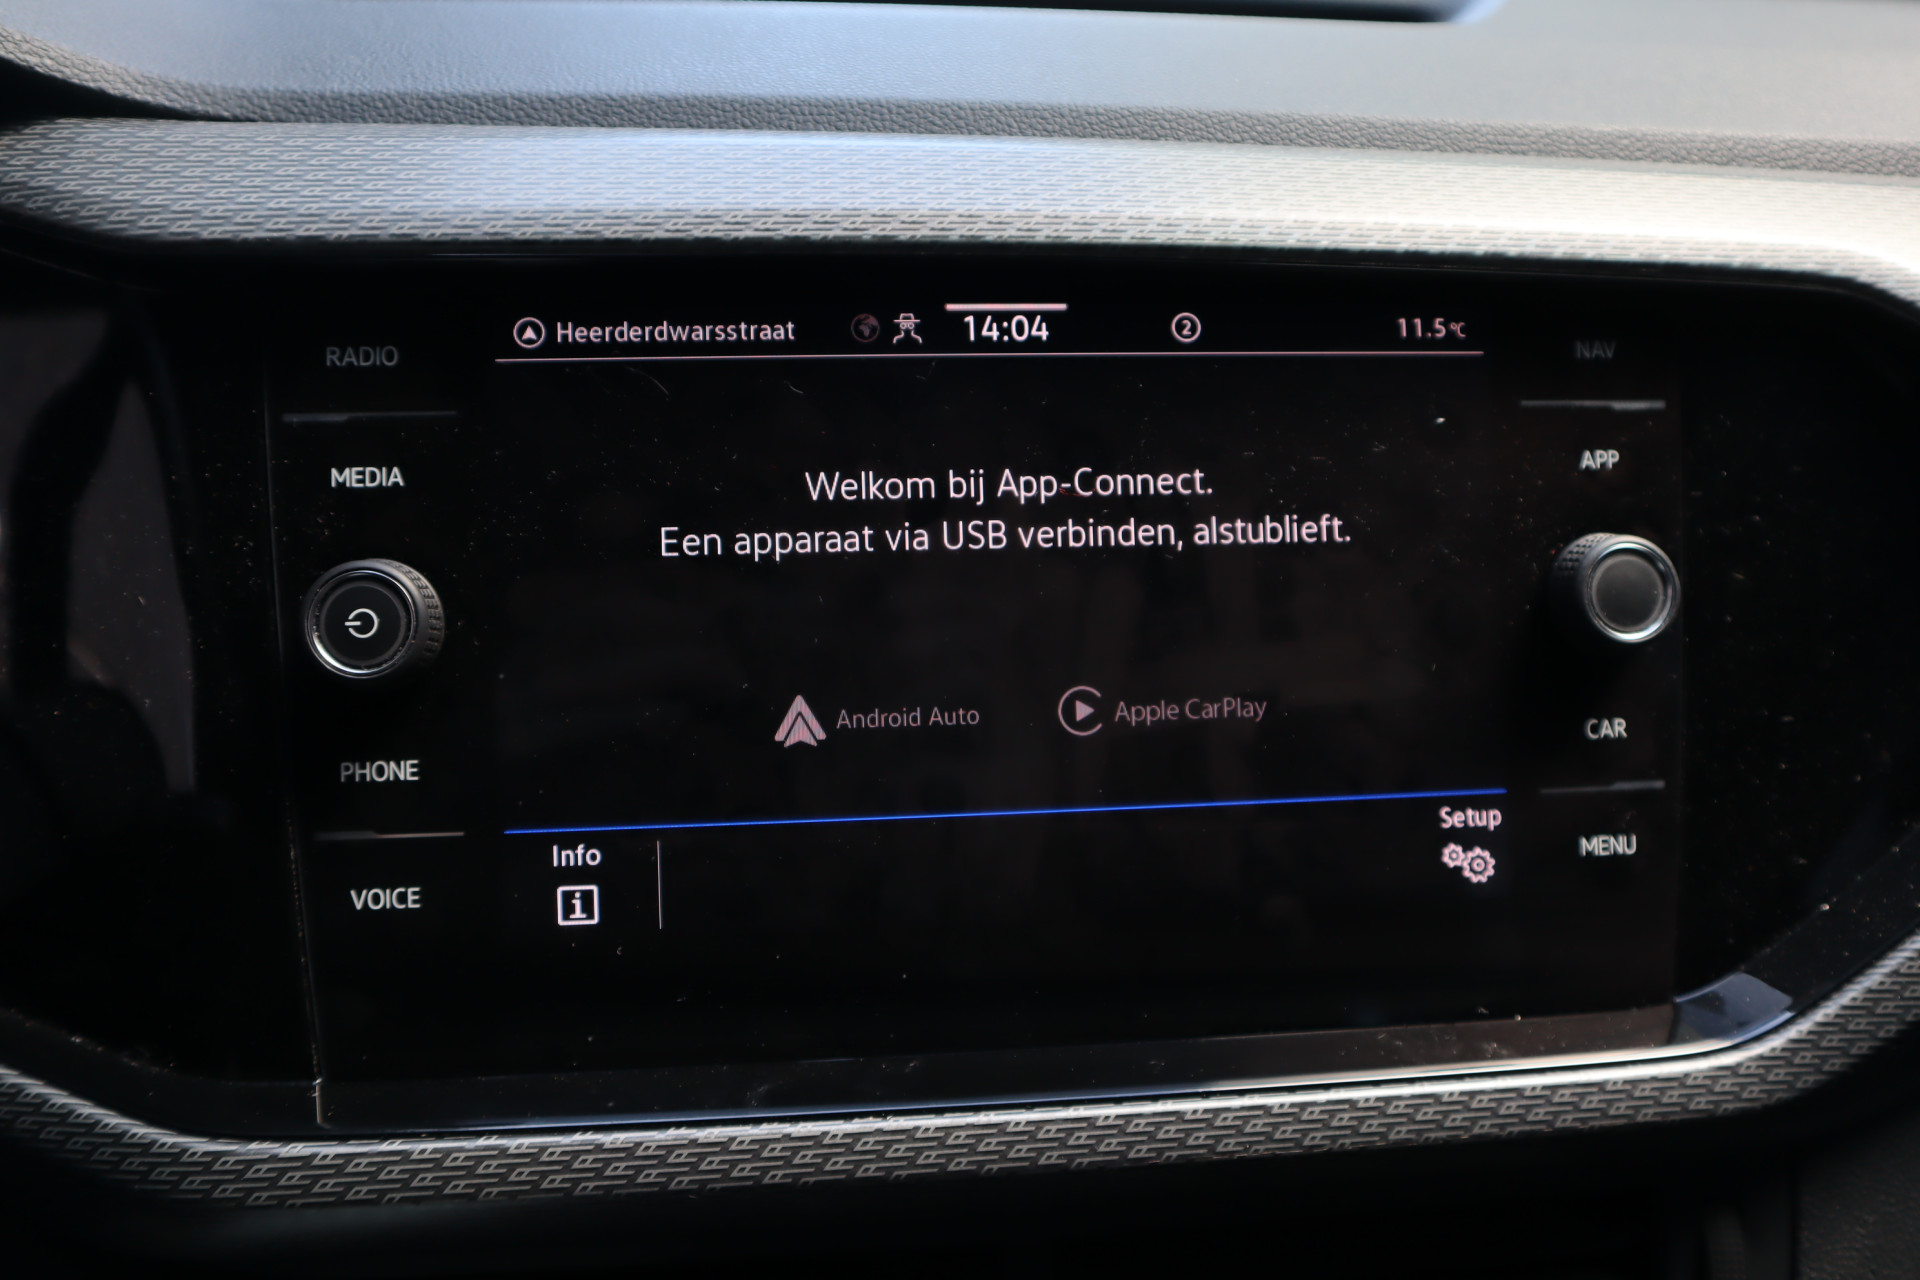 Heerderdwarsstraat 14:04 2 11.5°C
RADIO
NAV
MEDIA
APP
Welkom bij App-Connect.
Een apparaat via USB verbinden, alstublieft.
Android Auto Apple CarPlay
PHONE
CAR
Setup
MENU
Info
i
VOICE